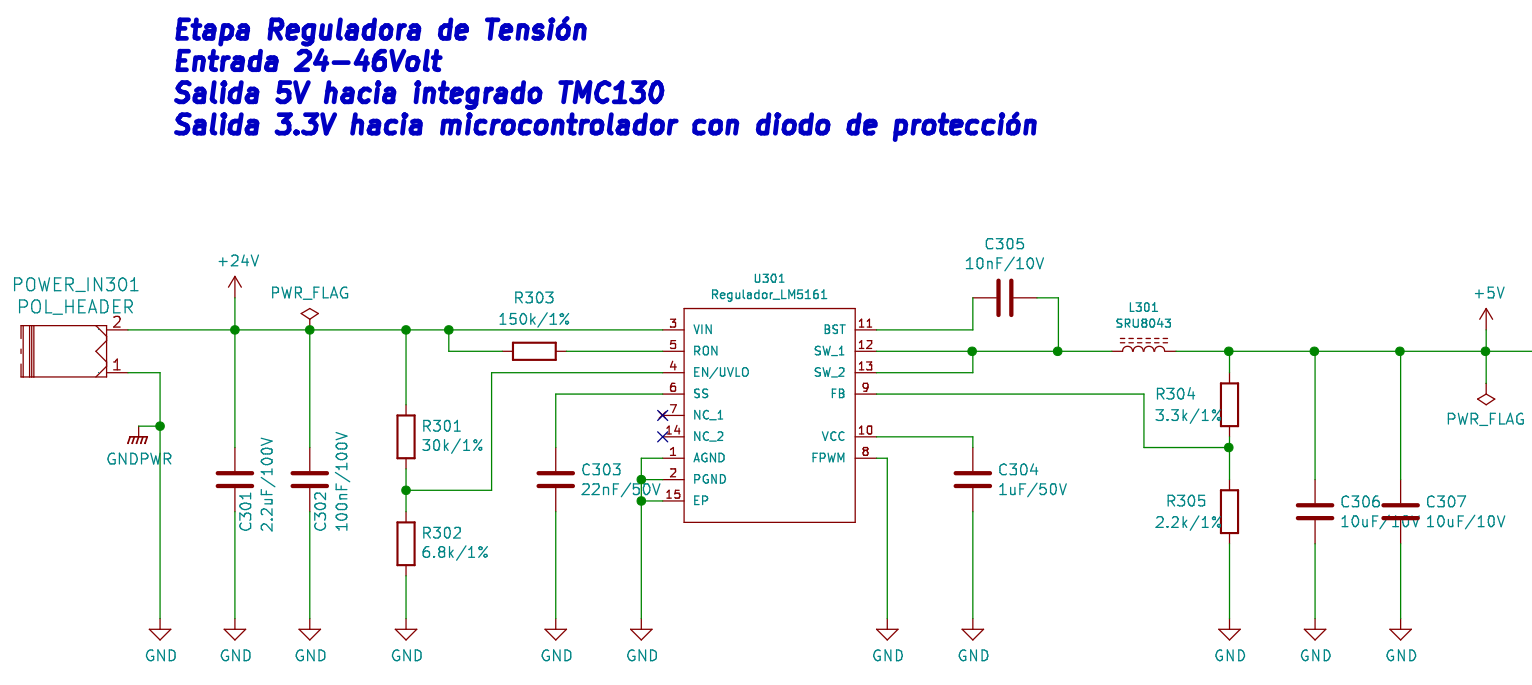 Etapa Reguladora de Tensión
Entrada 24-46Volt
Salida 5V hacia integrado TMC130
Salida 3.3V hacia microcontrolador con diodo de protección
POWER_IN301
POL_HEADER
2
1
GNDPWR
GND
+24V
C301
2.2uF/100V
GND
PWR_FLAG
C302
100nF/100V
GND
R301
30k/1%
R302
6.8k/1%
GND
R303
150k/1%
C303
22nF/50V
GND
GND
U301
Regulador_LM5161
3 VIN
5 RON
4 EN/UVLO
6 SS
7 NC_1
14 NC_2
1 AGND
2 PGND
15 EP
BST 11
SW_1 12
SW_2 13
FB 9
VCC 10
FPWM 8
GND
C305
10nF/10V
C304
1uF/50V
GND
L301
SRU8043
R304
3.3k/1%
R305
2.2k/1%
GND
C306
10uF/10V
GND
C307
10uF/10V
GND
+5V
PWR_FLAG